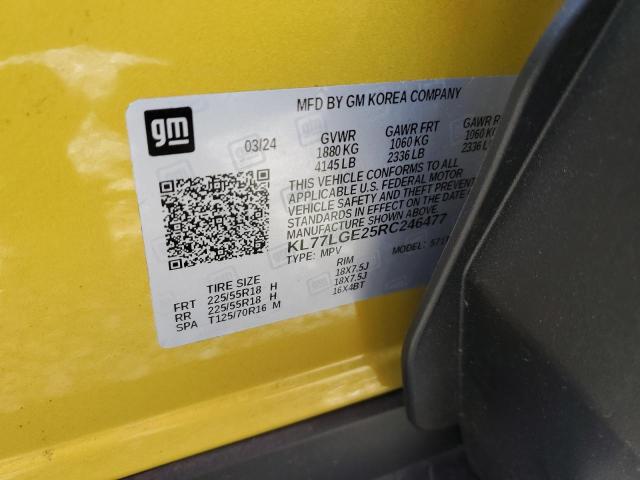 gm
MFD BY GM KOREA COMPANY
03/24
GVWR GAWR FRT GAWR R
1880 KG 1060 KG 1060 KG
4145 LB 2336 LB 2336 L
THIS VEHICLE CONFORMS TO ALL
APPLICABLE U.S. FEDERAL MOTOR
VEHICLE SAFETY AND THEFT PREVENT
STANDARDS IN EFFECT ON THE DATE
MANUFACTURE SHOWN ABOVE.
KL77LGE25RC246477
TYPE: MPV MODEL: 571
TIRE SIZE RIM
FRT 225/55R18 H 18X7.5J
RR 225/55R18 H 18X7.5J
SPA T125/70R16 M 16X4BT